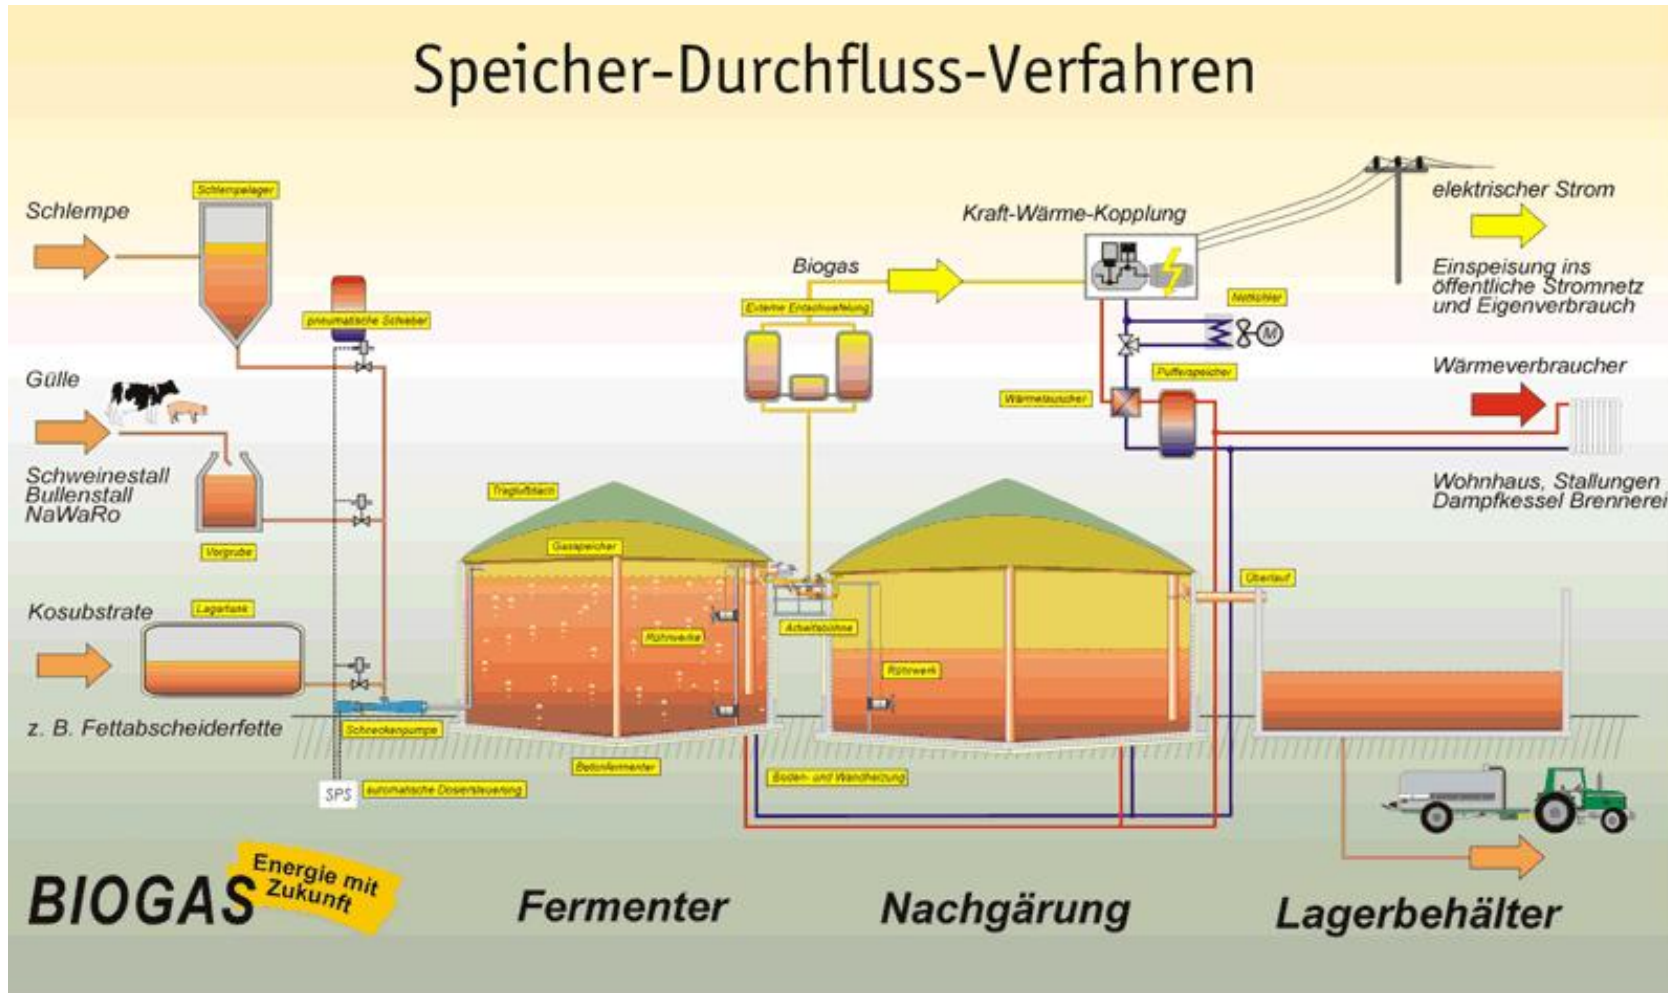 Speicher-Durchfluss-Verfahren
Schlempe
Schlempelager
pneumatische Schieber
Gülle
Schweinestall
Bullenstall
NaWaRo
Vorgrube
Kosubstrate
Lagertank
z. B. Fettabscheiderfette
Schneckenpumpe
SPS
automatische Dosiersteuerung
Biogas
Externe Entschwefelung
Kraft-Wärme-Kopplung
Notkühler
M
Pufferspeicher
Wärmetauscher
elektrischer Strom
Einspeisung ins
öffentliche Stromnetz
und Eigenverbrauch
Wärmeverbraucher
Wohnhaus, Stallungen
Dampfkessel Brennerei
Tragluftdach
Gasspeicher
Rührwerke
Arbeitsbühne
Rührwerk
Überlauf
Betonfermenter
Boden- und Wandheizung
BIOGAS
Energie mit
Zukunft
Fermenter
Nachgärung
Lagerbehälter